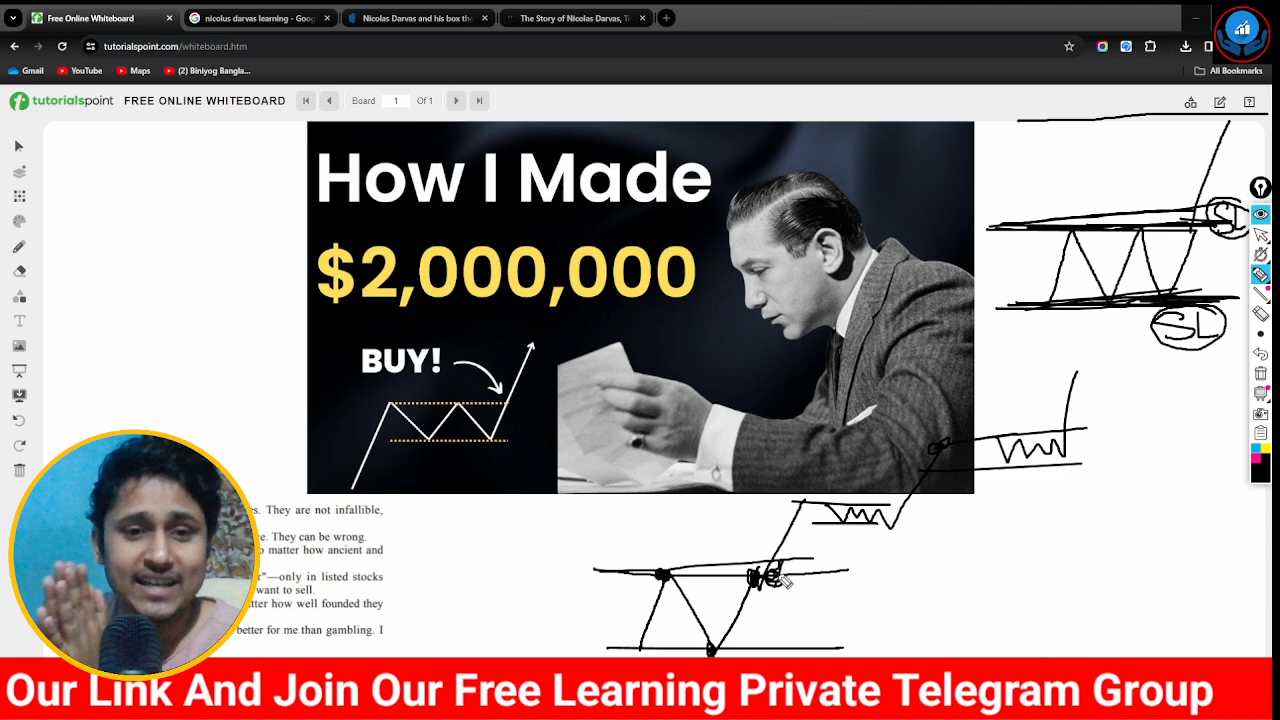 Free Online Whiteboard
nicolus darvas learning - Goog
Nicolas Darvas and his box the
The Story of Nicolas Darvas, Tr
tutorialspoint.com/whiteboard.htm
Gmail
YouTube
Maps
(2) Biniyog Bangla...
All Bookmarks
tutorialspoint
FREE ONLINE WHITEBOARD
Board
1
Of 1
How I Made
$2,000,000
BUY!
SL
SL
es. They are not infallible,
ce. They can be wrong.
o matter how ancient and
r"—only in listed stocks
want to sell.
tter how well founded they
better for me than gambling. I
Our Link And Join Our Free Learning Private Telegram Group